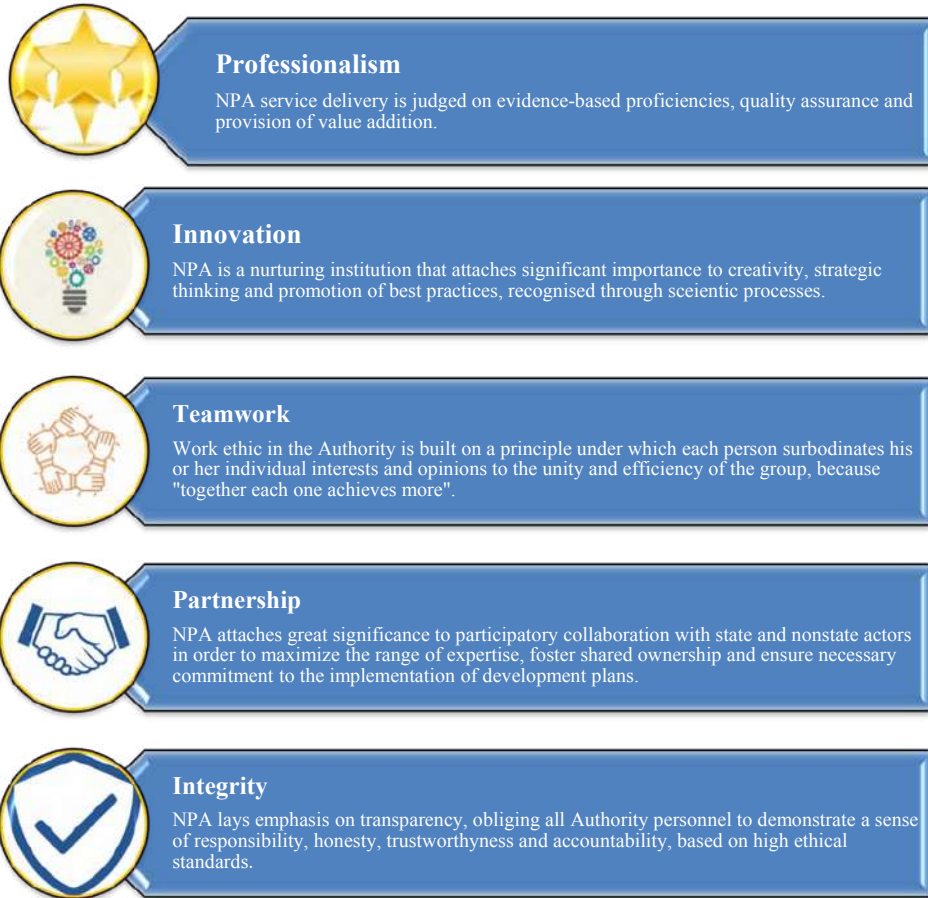 Professionalism
NPA service delivery is judged on evidence-based proficiencies, quality assurance and
provision of value addition.
Innovation
NPA is a nurturing institution that attaches significant importance to creativity, strategic
thinking and promotion of best practices, recognised through sceientic processes.
Teamwork
Work ethic in the Authority is built on a principle under which each person surbodinates his
or her individual interests and opinions to the unity and efficiency of the group, because
"together each one achieves more".
Partnership
NPA attaches great significance to participatory collaboration with state and nonstate actors
in order to maximize the range of expertise, foster shared ownership and ensure necessary
commitment to the implementation of development plans.
Integrity
NPA lays emphasis on transparency, obliging all Authority personnel to demonstrate a sense
of responsibility, honesty, trustworthyness and accountability, based on high ethical
standards.